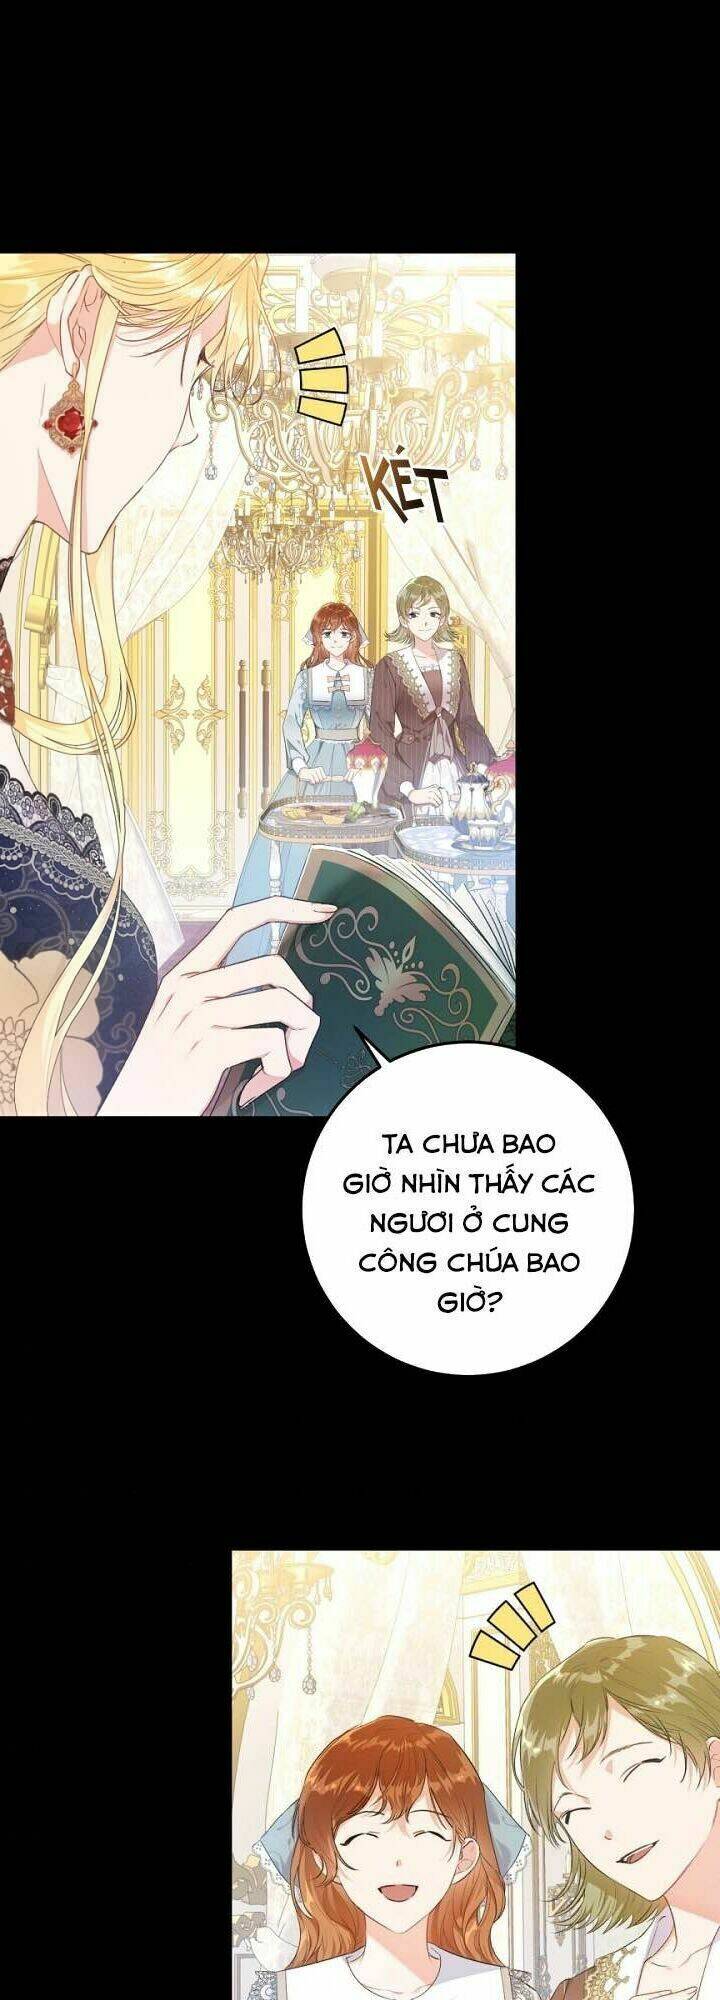 KÉT
TA CHƯA BAO
GIỜ NHÌN THẤY CÁC
NGƯƠI Ở CUNG
CÔNG CHÚA BAO
GIỜ?